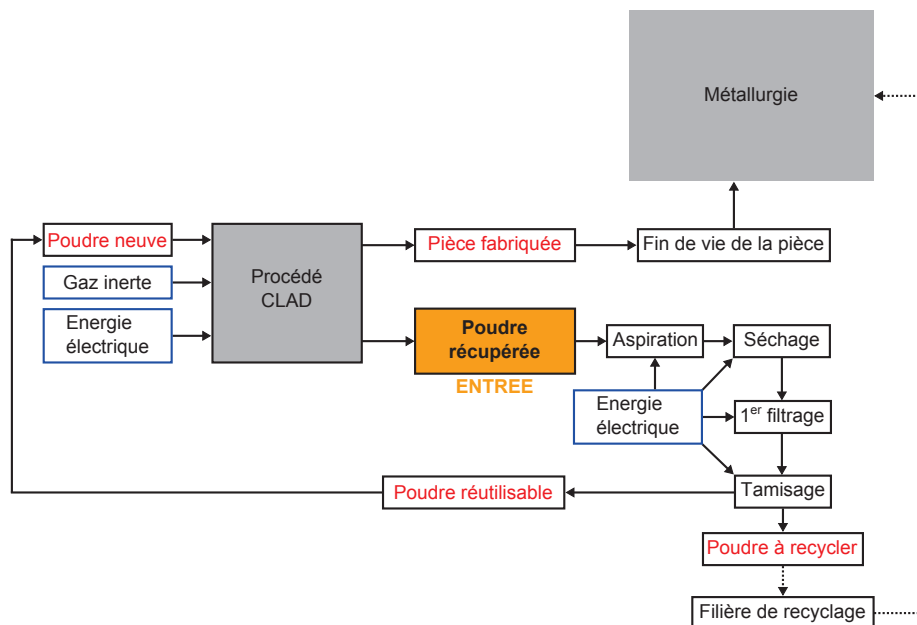 Métallurgie
Poudre neuve
Pièce fabriquée
Fin de vie de la pièce
Gaz inerte
Procédé
CLAD
Energie
électrique
Poudre
récupérée
Aspiration
Séchage
ENTREE
Energie
électrique
1er filtrage
Poudre réutilisable
Tamisage
Poudre à recycler
Filière de recyclage